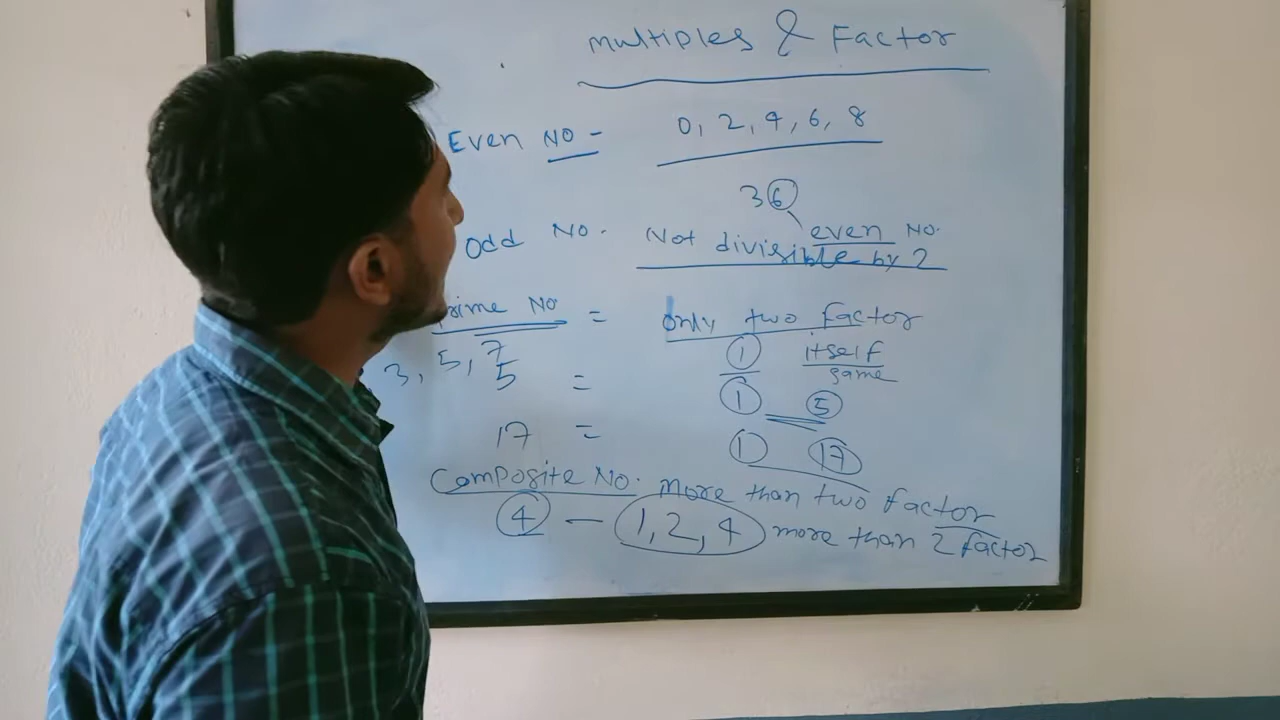 Multiples & Factor
Even NO - 0, 2, 4, 6, 8
36
even NO.
Odd NO. Not divisible by 2
rime NO = only two factor
1 itself
same
3, 5, 7
5 = 1 5
17 = 1 17
Composite No. more than two factor
4 - 1, 2, 4 more than 2 factor